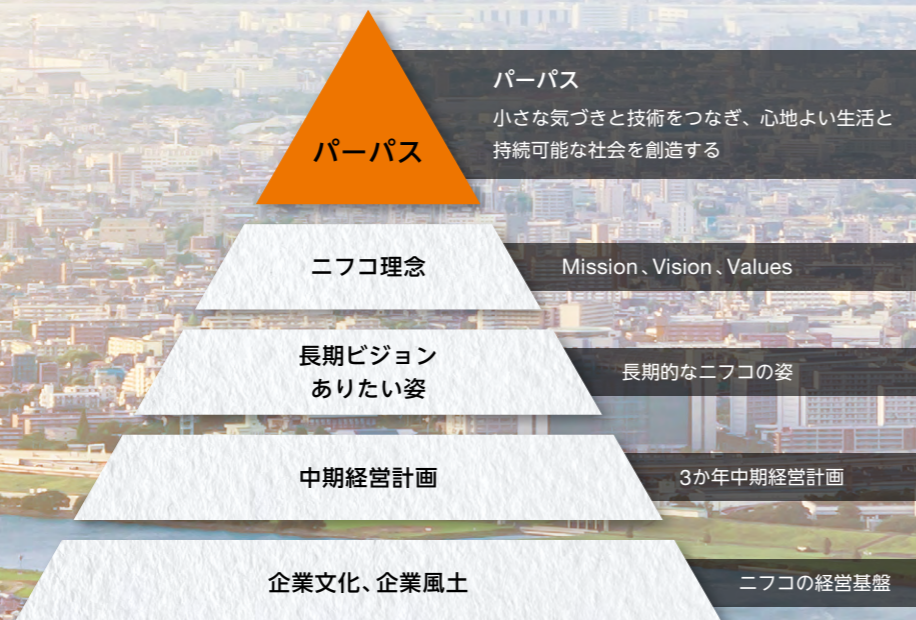 パーパス
パーパス
小さな気づきと技術をつなぎ、心地よい生活と
持続可能な社会を創造する
ニフコ理念
Mission、Vision、Values
長期ビジョン
ありたい姿
長期的なニフコの姿
中期経営計画
3か年中期経営計画
企業文化、企業風土
ニフコの経営基盤